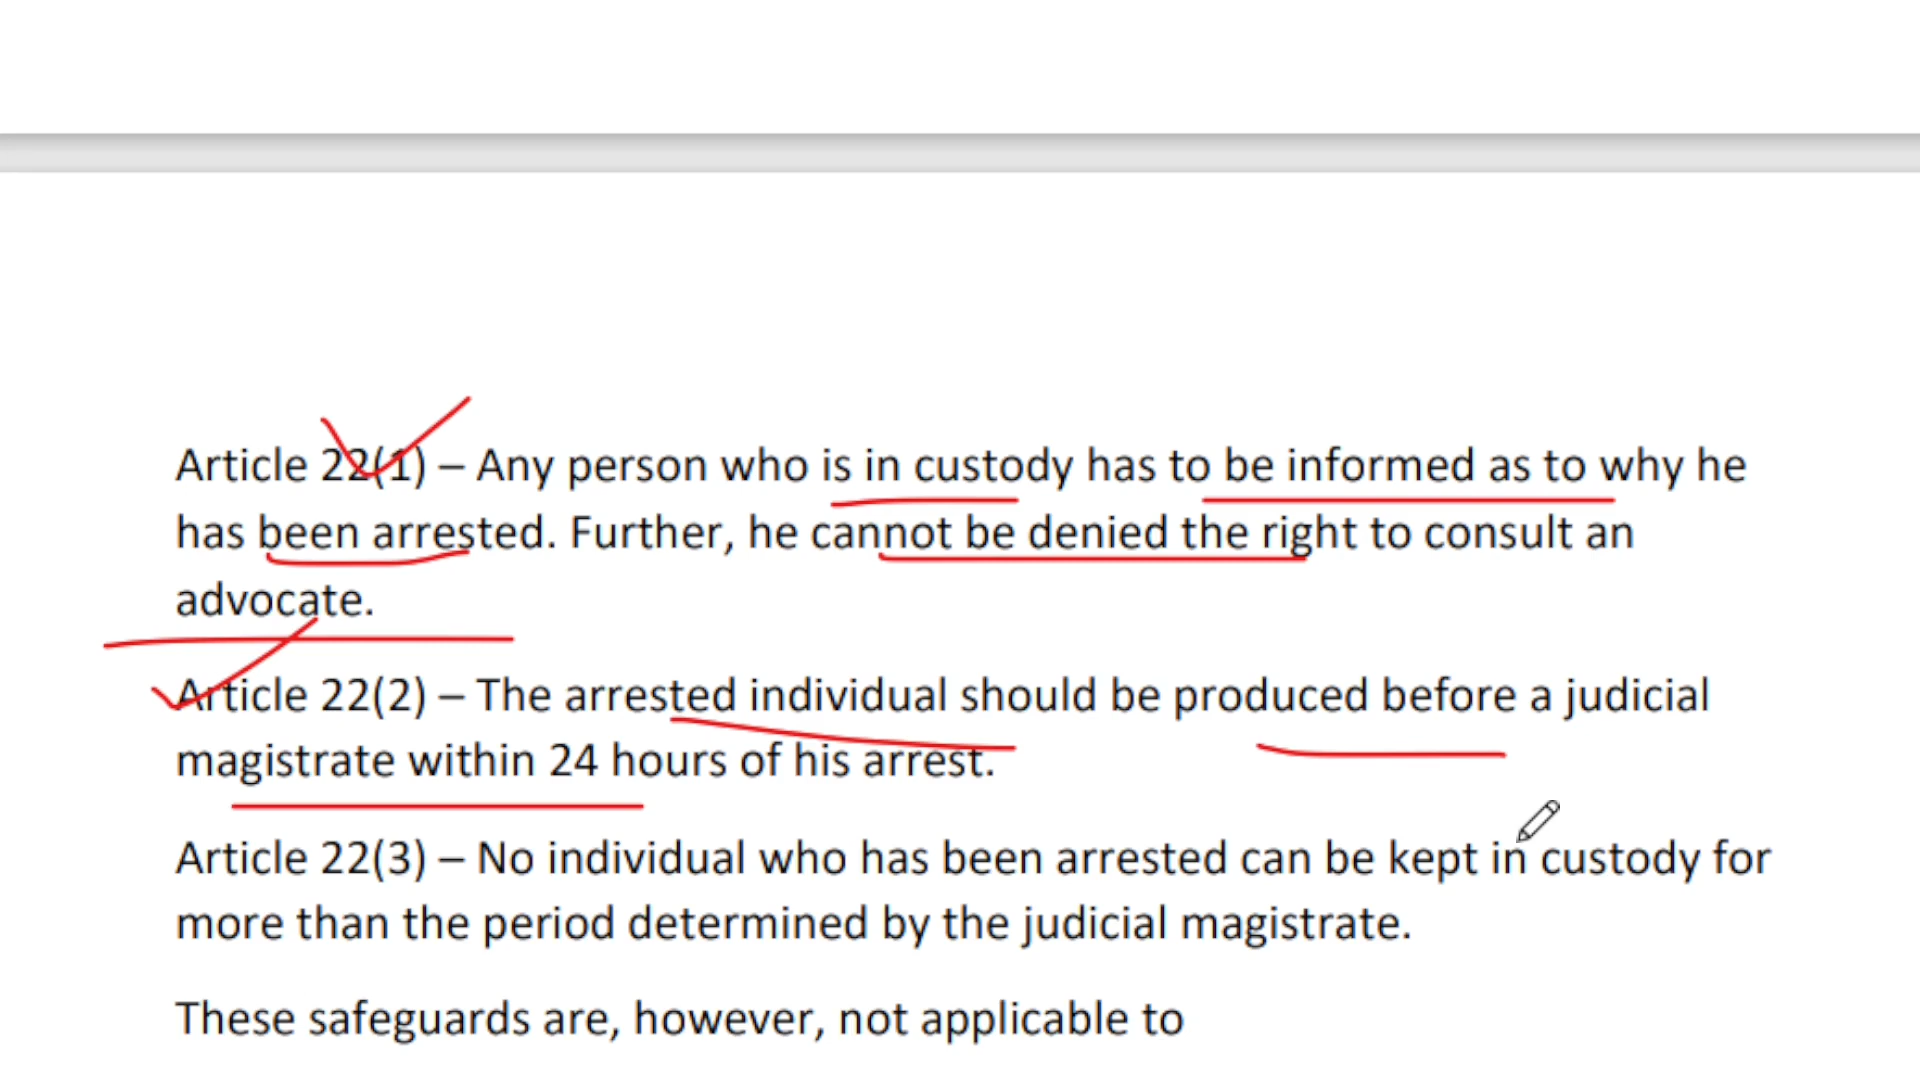 Article 22(1) – Any person who is in custody has to be informed as to why he
has been arrested. Further, he cannot be denied the right to consult an
advocate.
Article 22(2) – The arrested individual should be produced before a judicial
magistrate within 24 hours of his arrest.
Article 22(3) – No individual who has been arrested can be kept in custody for
more than the period determined by the judicial magistrate.
These safeguards are, however, not applicable to